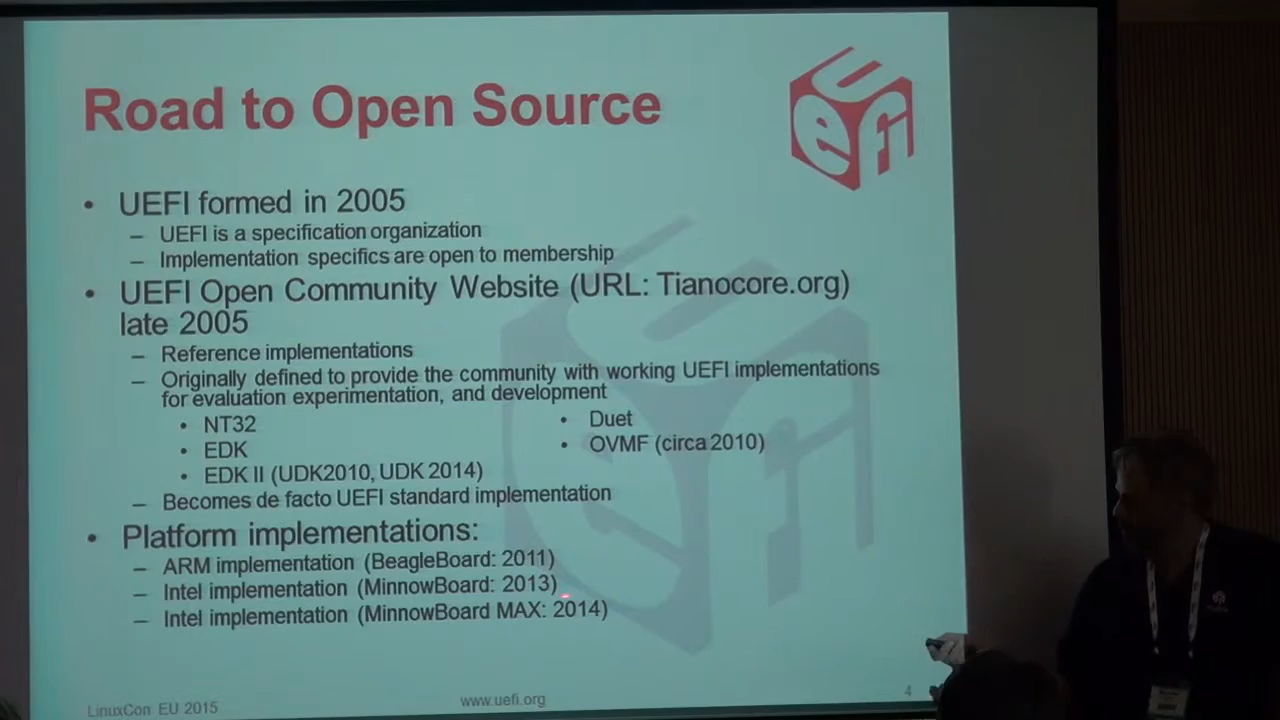 Road to Open Source
uefi
• UEFI formed in 2005
– UEFI is a specification organization
– Implementation specifics are open to membership
• UEFI Open Community Website (URL: Tianocore.org)
late 2005
– Reference implementations
– Originally defined to provide the community with working UEFI implementations
for evaluation experimentation, and development
• NT32
• EDK
• EDK II (UDK2010, UDK 2014)
• Duet
• OVMF (circa 2010)
– Becomes de facto UEFI standard implementation
• Platform implementations:
– ARM implementation (BeagleBoard: 2011)
– Intel implementation (MinnowBoard: 2013)
– Intel implementation (MinnowBoard MAX: 2014)
LinuxCon EU 2015
www.uefi.org
4